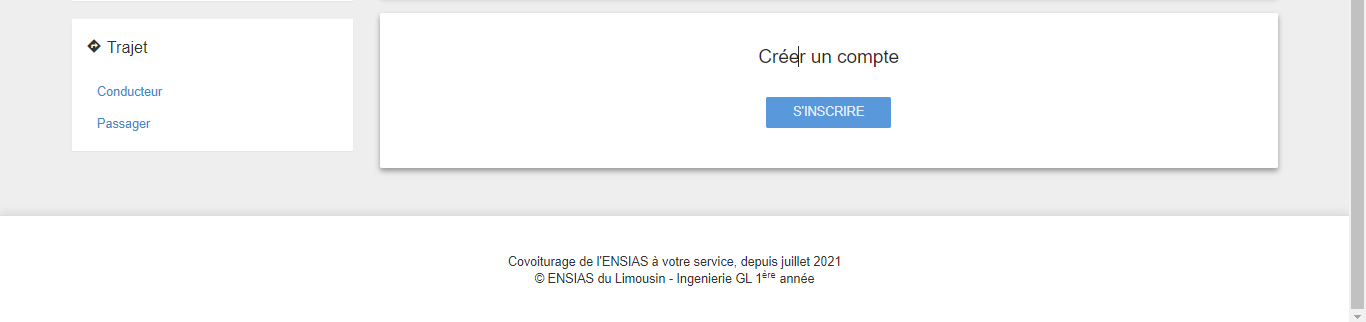 Trajet
Conducteur
Passager
Créer un compte
S'INSCRIRE
Covoiturage de l'ENSIAS à votre service, depuis juillet 2021
© ENSIAS du Limousin - Ingenierie GL 1ère année